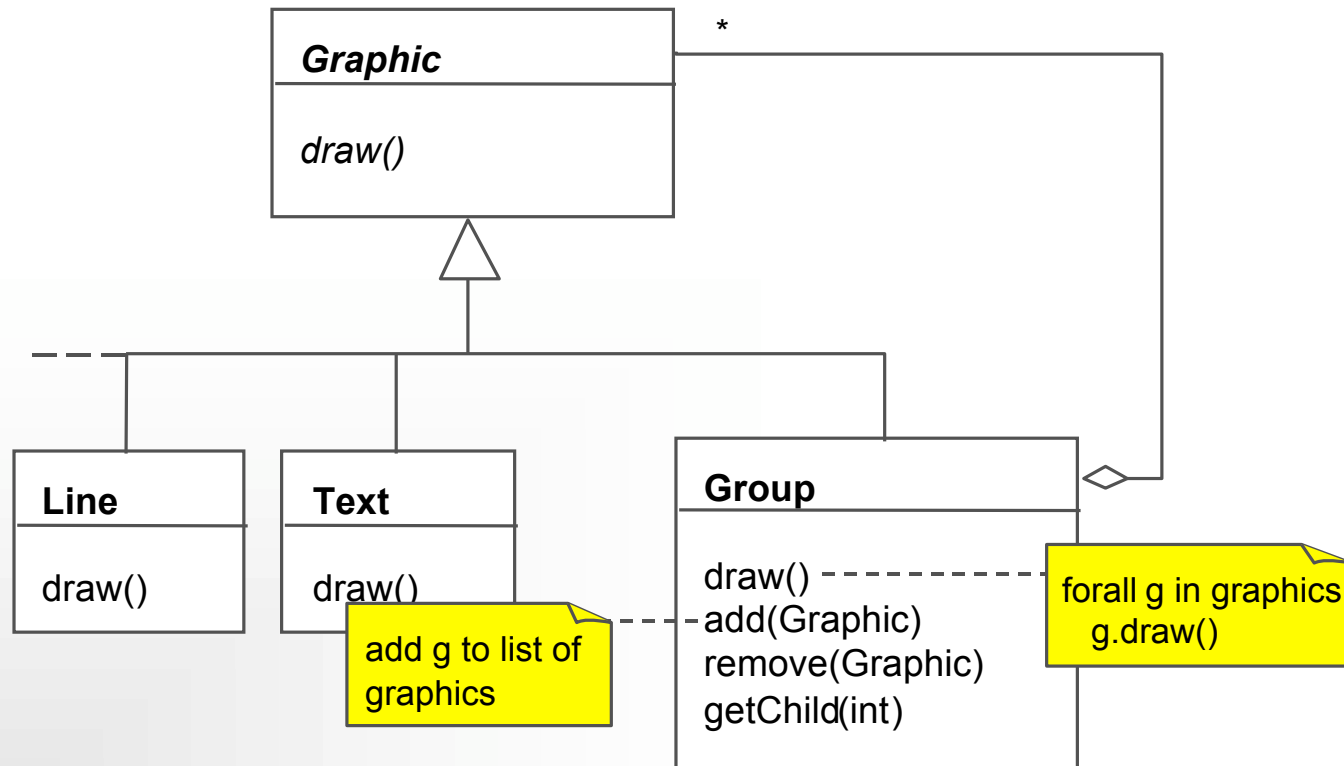 *
Graphic
draw()
Line
draw()
Text
draw()
add g to list of
graphics
Group
draw()
add(Graphic)
remove(Graphic)
getChild(int)
forall g in graphics
g.draw()